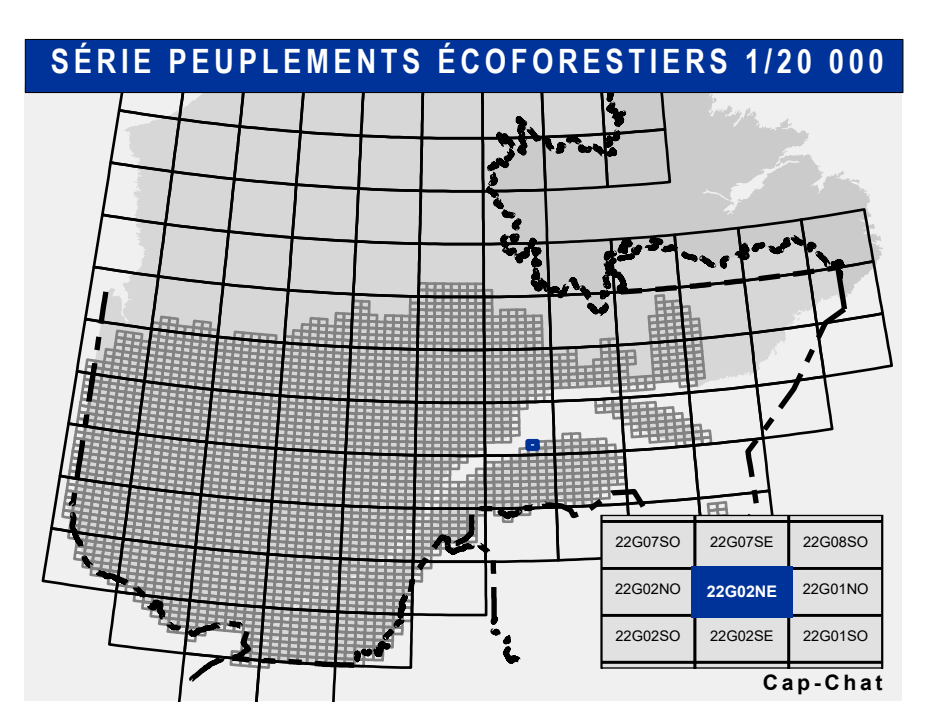 SÉRIE PEUPLEMENTS ÉCOFORESTIERS 1/20 000
22G07SO 22G07SE 22G08SO
22G02NO 22G02NE 22G01NO
22G02SO 22G02SE 22G01SO
Cap-Chat